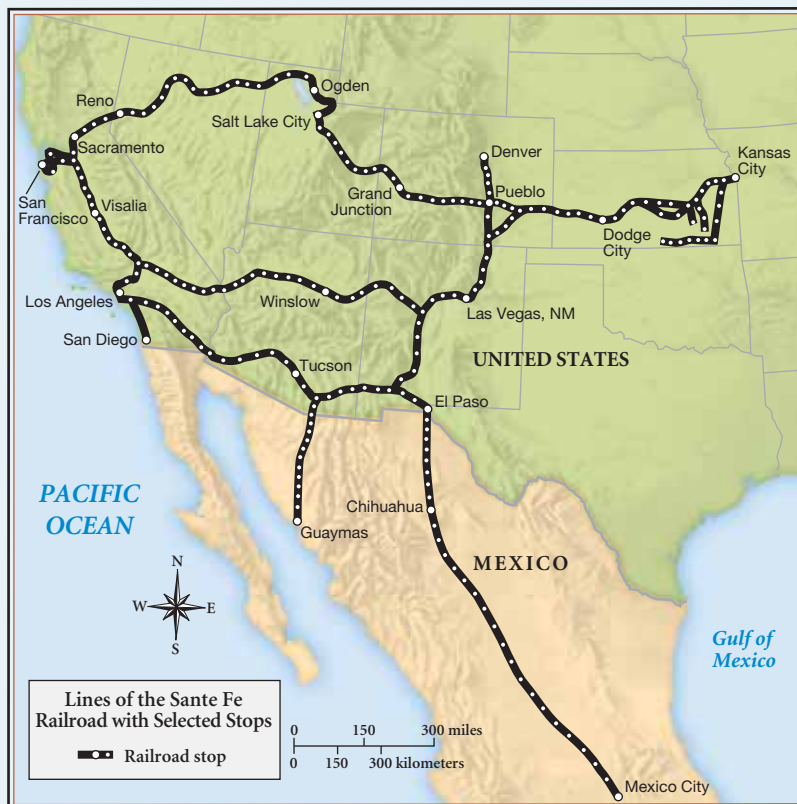 Ogden
Reno
Salt Lake City
Sacramento
Denver
Kansas
City
San
Francisco
Visalia
Grand
Junction
Pueblo
Dodge
City
Los Angeles
Winslow
Las Vegas, NM
San Diego
Tucson
UNITED STATES
El Paso
PACIFIC
OCEAN
Chihuahua
Guaymas
MEXICO
N
W
E
S
Gulf of
Mexico
Lines of the Sante Fe
Railroad with Selected Stops
Railroad stop
0 150 300 miles
0 150 300 kilometers
Mexico City